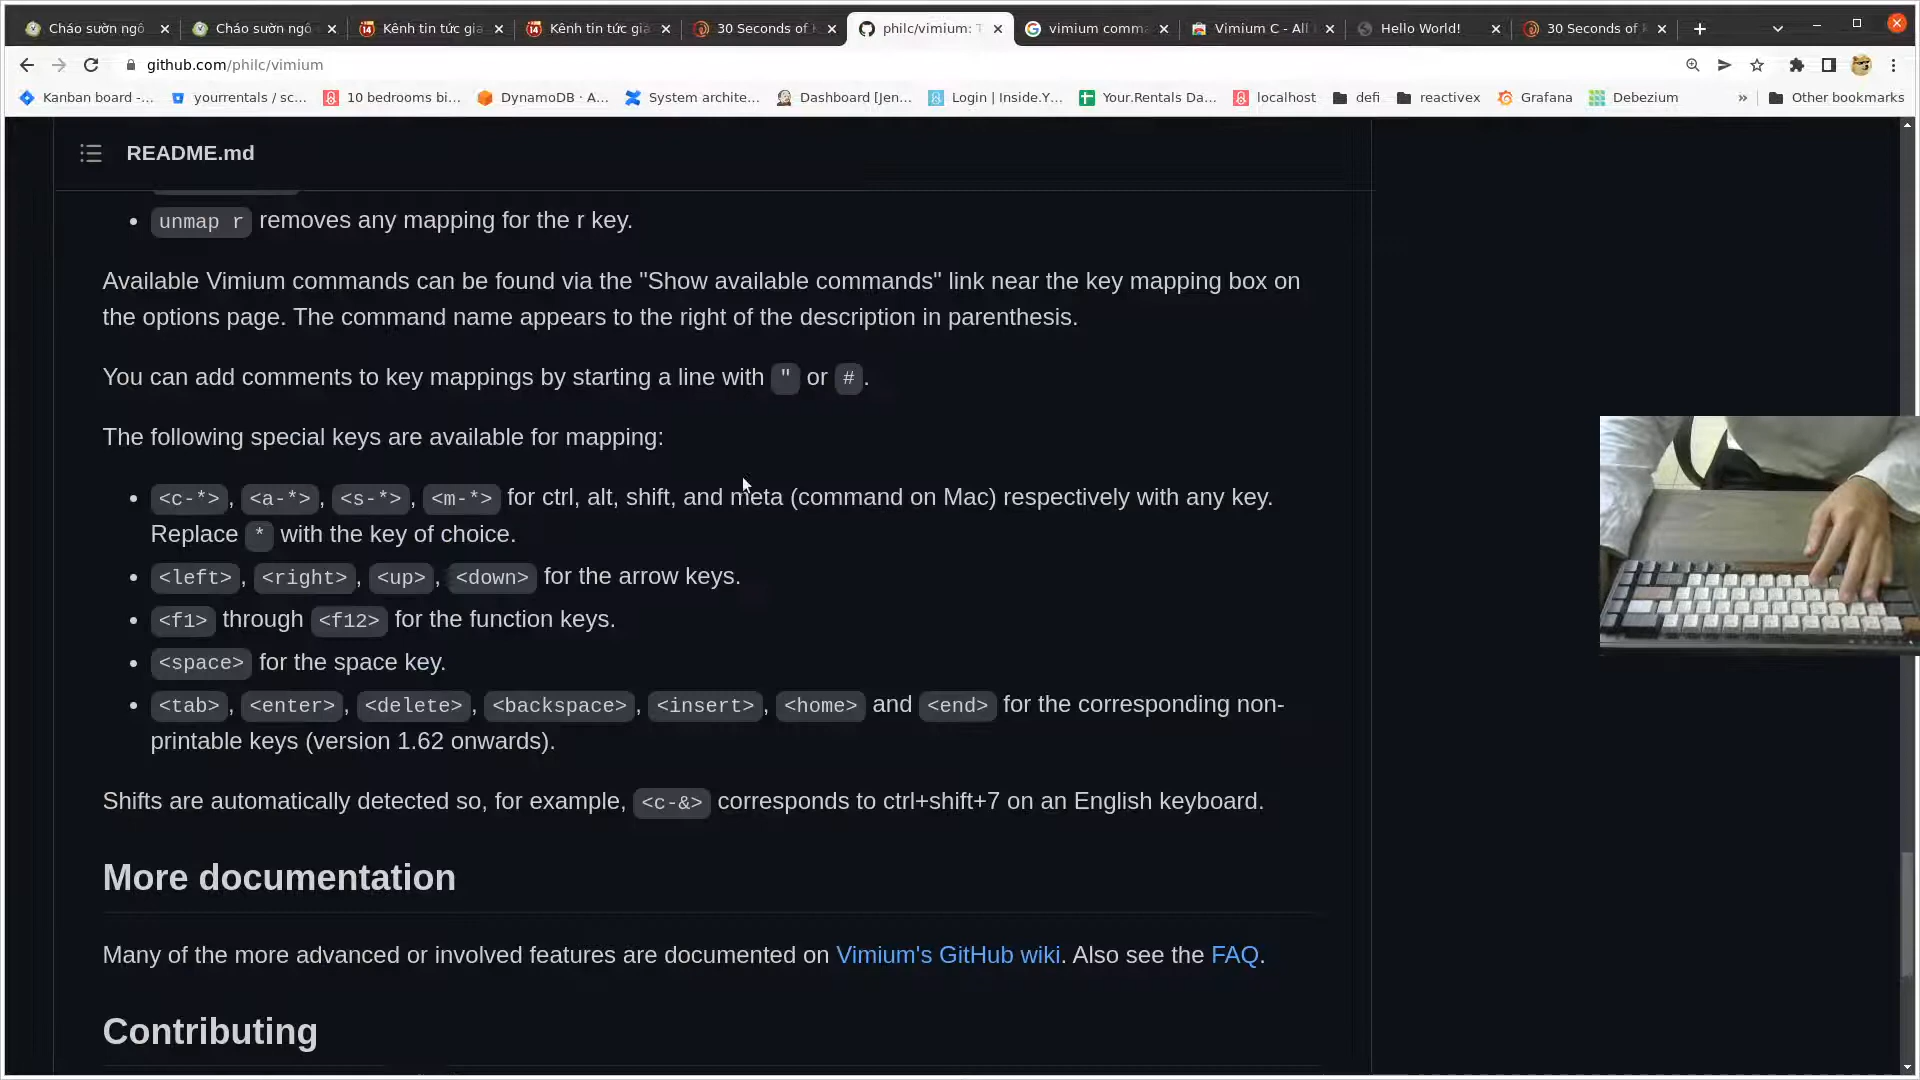 Cháo sườn ngô
Cháo sườn ngô
Kênh tin tức giả
Kênh tin tức giả
30 Seconds of
philc/vimium: T
vimium comma
Vimium C - All
Hello World!
30 Seconds of
github.com/philc/vimium
Kanban board -...
yourrentals / sc...
10 bedrooms bi...
DynamoDB · A...
System archite...
Dashboard [Jen...
Login | Inside.Y...
Your.Rentals Da...
localhost
defi
reactivex
Grafana
Debezium
»
Other bookmarks
README.md
• unmap r removes any mapping for the r key.
Available Vimium commands can be found via the "Show available commands" link near the key mapping box on
the options page. The command name appears to the right of the description in parenthesis.
You can add comments to key mappings by starting a line with " or #.
The following special keys are available for mapping:
• <c-*>, <a-*>, <s-*>, <m-*> for ctrl, alt, shift, and meta (command on Mac) respectively with any key.
Replace * with the key of choice.
• <left>, <right>, <up>, <down> for the arrow keys.
• <f1> through <f12> for the function keys.
• <space> for the space key.
• <tab>, <enter>, <delete>, <backspace>, <insert>, <home> and <end> for the corresponding non-
printable keys (version 1.62 onwards).
Shifts are automatically detected so, for example, <c-&> corresponds to ctrl+shift+7 on an English keyboard.
More documentation
Many of the more advanced or involved features are documented on Vimium's GitHub wiki. Also see the FAQ.
Contributing